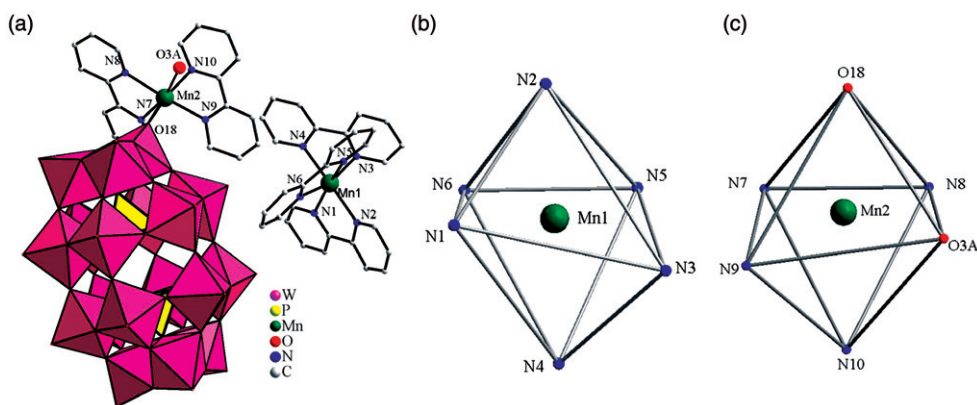 (a)
O3A
N8
N10
Mn2
N7
N9
O18
N4
N5
N3
N6
Mn1
N1
N2
W
P
Mn
O
N
C
(b)
N2
N6
N5
Mn1
N1
N3
N4
(c)
O18
N7
N8
Mn2
N9
O3A
N10